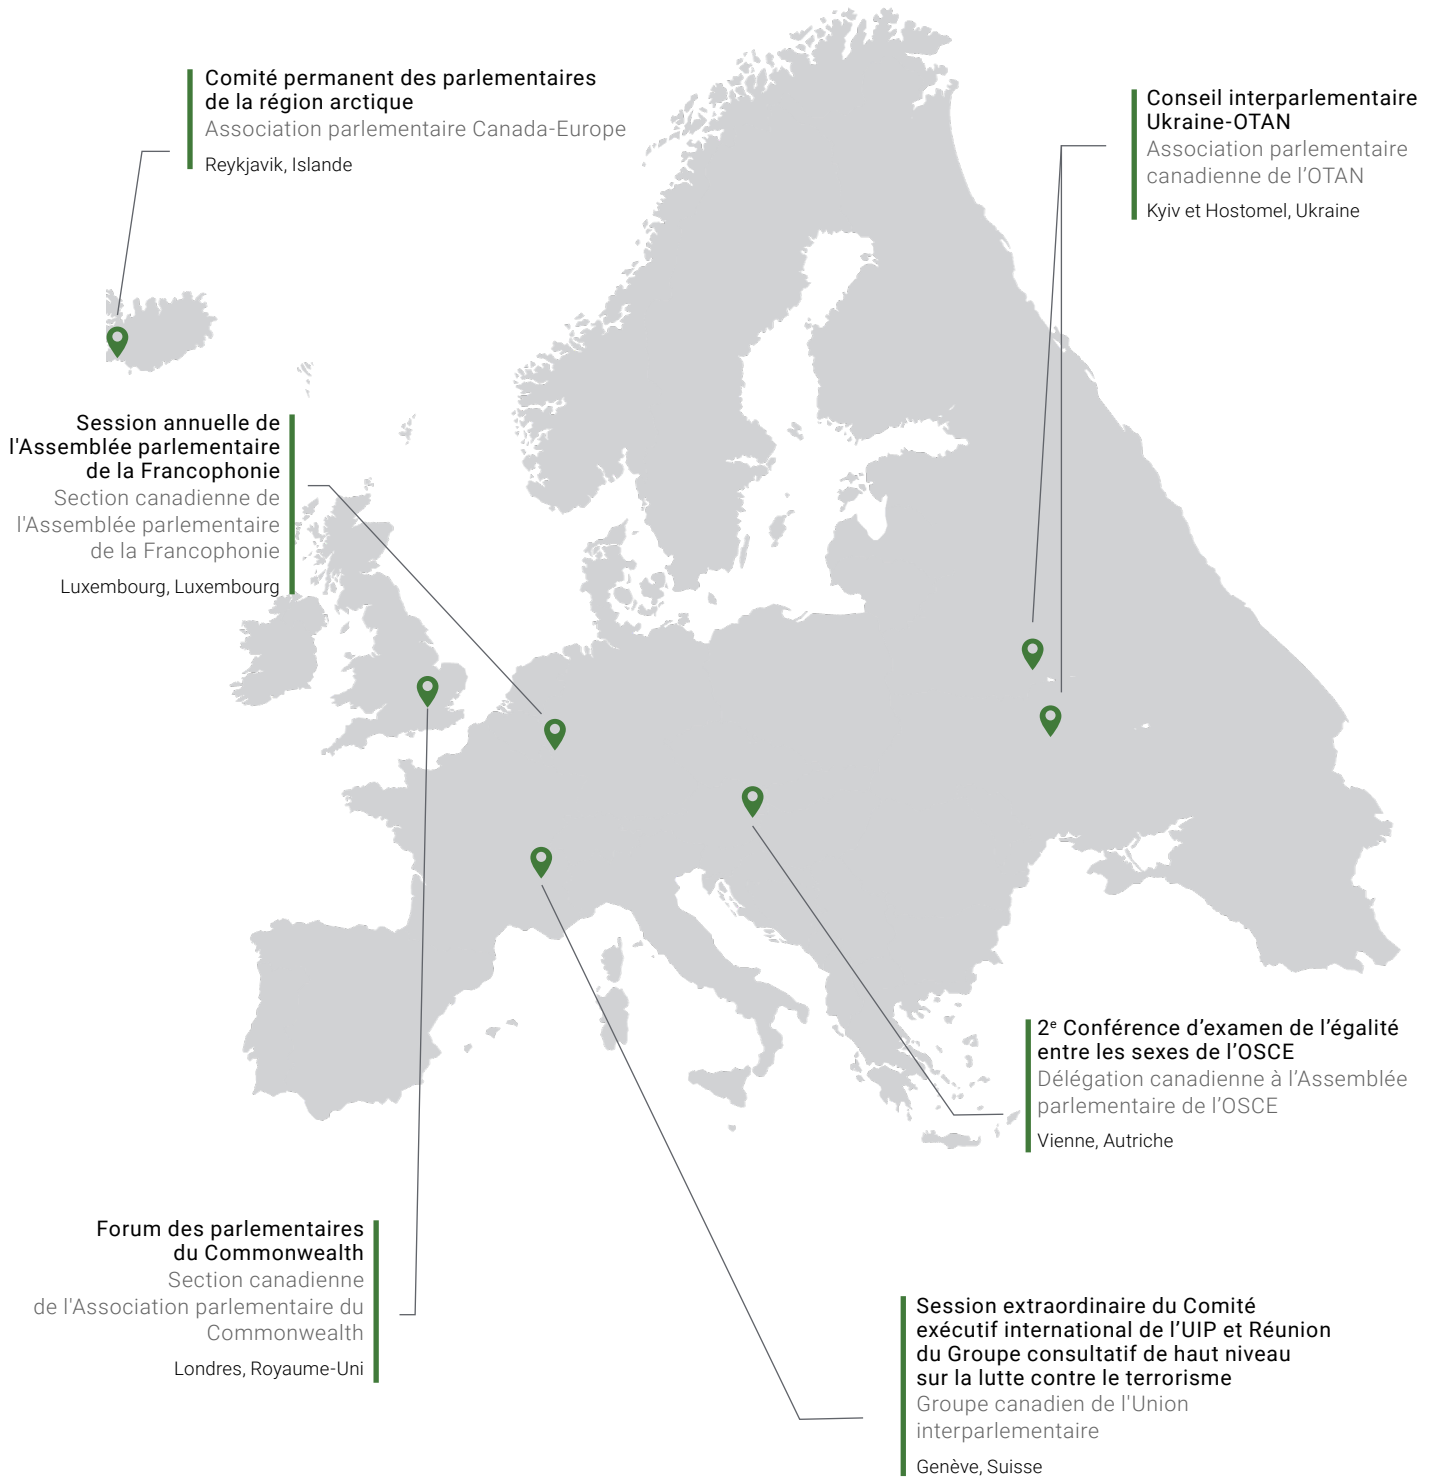 Comité permanent des parlementaires
de la région arctique
Association parlementaire Canada-Europe
Reykjavik, Islande
Conseil interparlementaire
Ukraine-OTAN
Association parlementaire
canadienne de l’OTAN
Kyiv et Hostomel, Ukraine
Session annuelle de
l'Assemblée parlementaire
de la Francophonie
Section canadienne de
l'Assemblée parlementaire
de la Francophonie
Luxembourg, Luxembourg
2e Conférence d’examen de l’égalité
entre les sexes de l’OSCE
Délégation canadienne à l’Assemblée
parlementaire de l’OSCE
Vienne, Autriche
Forum des parlementaires
du Commonwealth
Section canadienne
de l'Association parlementaire du
Commonwealth
Londres, Royaume-Uni
Session extraordinaire du Comité
exécutif international de l’UIP et Réunion
du Groupe consultatif de haut niveau
sur la lutte contre le terrorisme
Groupe canadien de l'Union
interparlementaire
Genève, Suisse